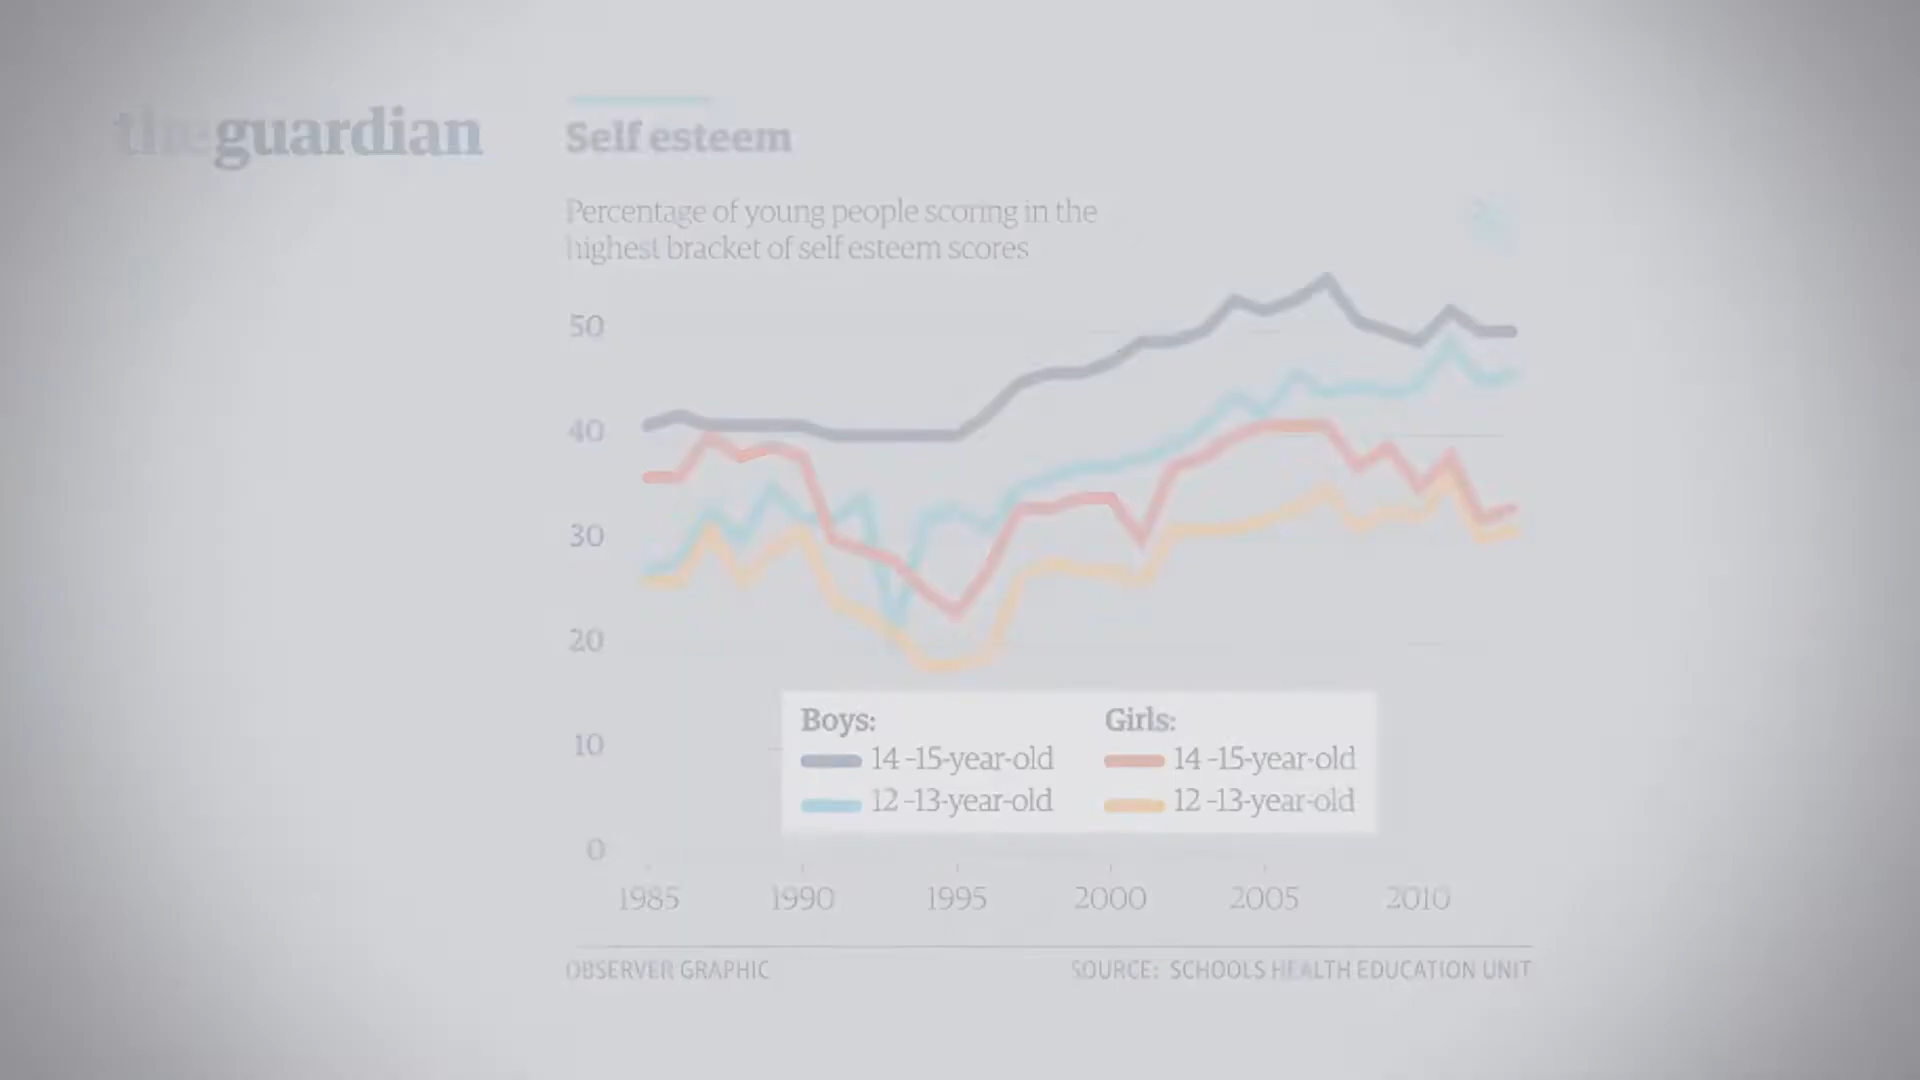 theguardian
Self esteem
Percentage of young people scoring in the
highest bracket of self esteem scores
50
40
30
20
10
0
Boys:
14 -15-year-old
12 -13-year-old
Girls:
14 -15-year-old
12 -13-year-old
1985 1990 1995 2000 2005 2010
OBSERVER GRAPHIC
SOURCE: SCHOOLS HEALTH EDUCATION UNIT